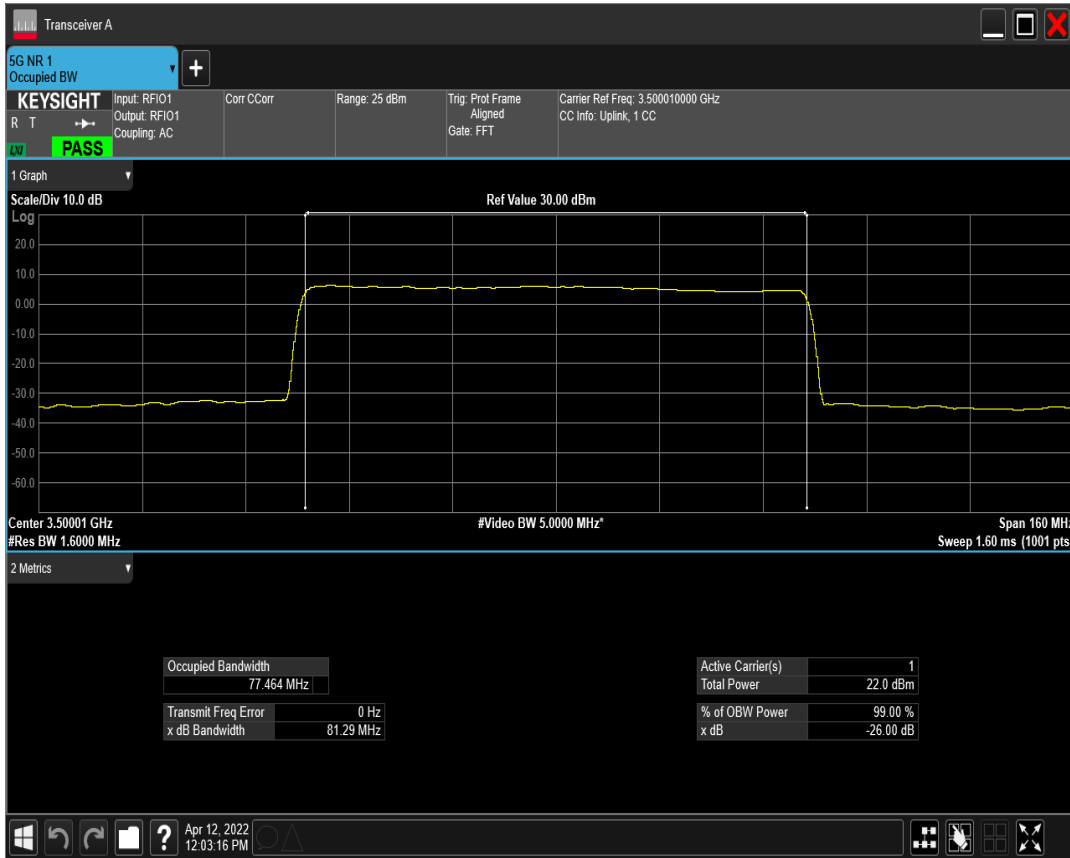 Transceiver A
5G NR 1
Occupied BW
+
KEYSIGHT
R T
LXI
PASS
Input: RFIO1
Output: RFIO1
Coupling: AC
Corr CCorr
Range: 25 dBm
Trig: Prot Frame
Aligned
Gate: FFT
Carrier Ref Freq: 3.500010000 GHz
CC Info: Uplink, 1 CC
1 Graph
Scale/Div 10.0 dB
Ref Value 30.00 dBm
Log
20.0
10.0
0.00
-10.0
-20.0
-30.0
-40.0
-50.0
-60.0
Center 3.50001 GHz
#Video BW 5.0000 MHz*
Span 160 MHz
#Res BW 1.6000 MHz
Sweep 1.60 ms (1001 pts
2 Metrics
Occupied Bandwidth
77.464 MHz
Transmit Freq Error 0 Hz
x dB Bandwidth 81.29 MHz
Active Carrier(s) 1
Total Power 22.0 dBm
% of OBW Power 99.00 %
x dB -26.00 dB
?
Apr 12, 2022
12:03:16 PM